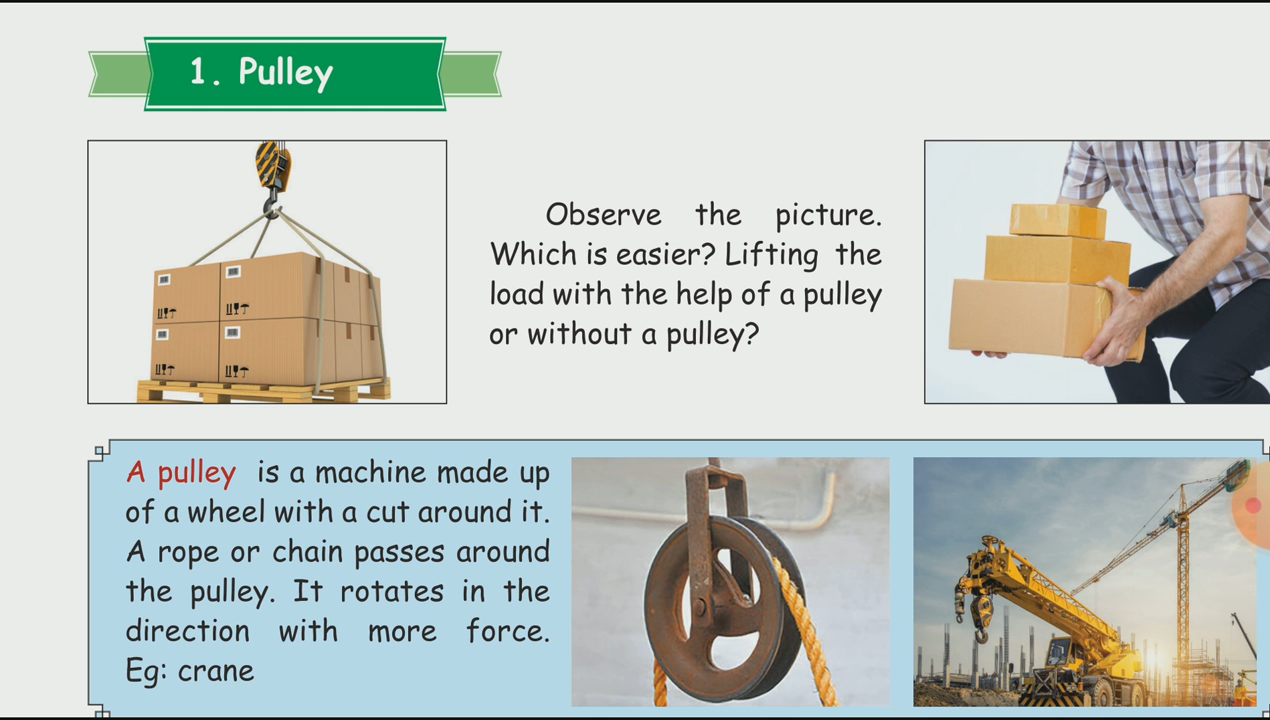 1. Pulley
Observe the picture.
Which is easier? Lifting the
load with the help of a pulley
or without a pulley?
A pulley is a machine made up
of a wheel with a cut around it.
A rope or chain passes around
the pulley. It rotates in the
direction with more force.
Eg: crane